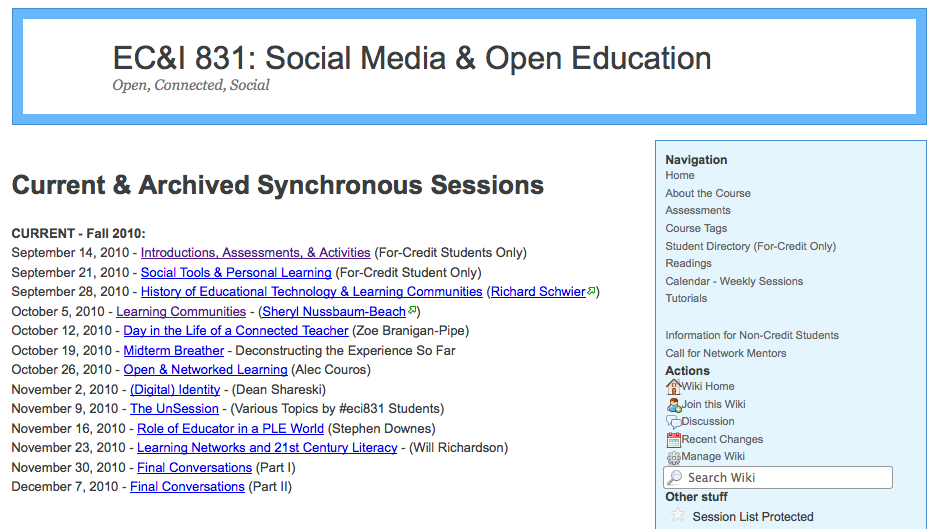 EC&I 831: Social Media & Open Education
Open, Connected, Social
Current & Archived Synchronous Sessions
CURRENT - Fall 2010:
September 14, 2010 - Introductions, Assessments, & Activities (For-Credit Students Only)
September 21, 2010 - Social Tools & Personal Learning (For-Credit Student Only)
September 28, 2010 - History of Educational Technology & Learning Communities (Richard Schwier)
October 5, 2010 - Learning Communities - (Sheryl Nussbaum-Beach)
October 12, 2010 - Day in the Life of a Connected Teacher (Zoe Branigan-Pipe)
October 19, 2010 - Midterm Breather - Deconstructing the Experience So Far
October 26, 2010 - Open & Networked Learning (Alec Couros)
November 2, 2010 - (Digital) Identity - (Dean Shareski)
November 9, 2010 - The UnSession - (Various Topics by #eci831 Students)
November 16, 2010 - Role of Educator in a PLE World (Stephen Downes)
November 23, 2010 - Learning Networks and 21st Century Literacy - (Will Richardson)
November 30, 2010 - Final Conversations (Part I)
December 7, 2010 - Final Conversations (Part II)
Navigation
Home
About the Course
Assessments
Course Tags
Student Directory (For-Credit Only)
Readings
Calendar - Weekly Sessions
Tutorials
Information for Non-Credit Students
Call for Network Mentors
Actions
Wiki Home
Join this Wiki
Discussion
Recent Changes
Manage Wiki
Search Wiki
Other stuff
Session List Protected